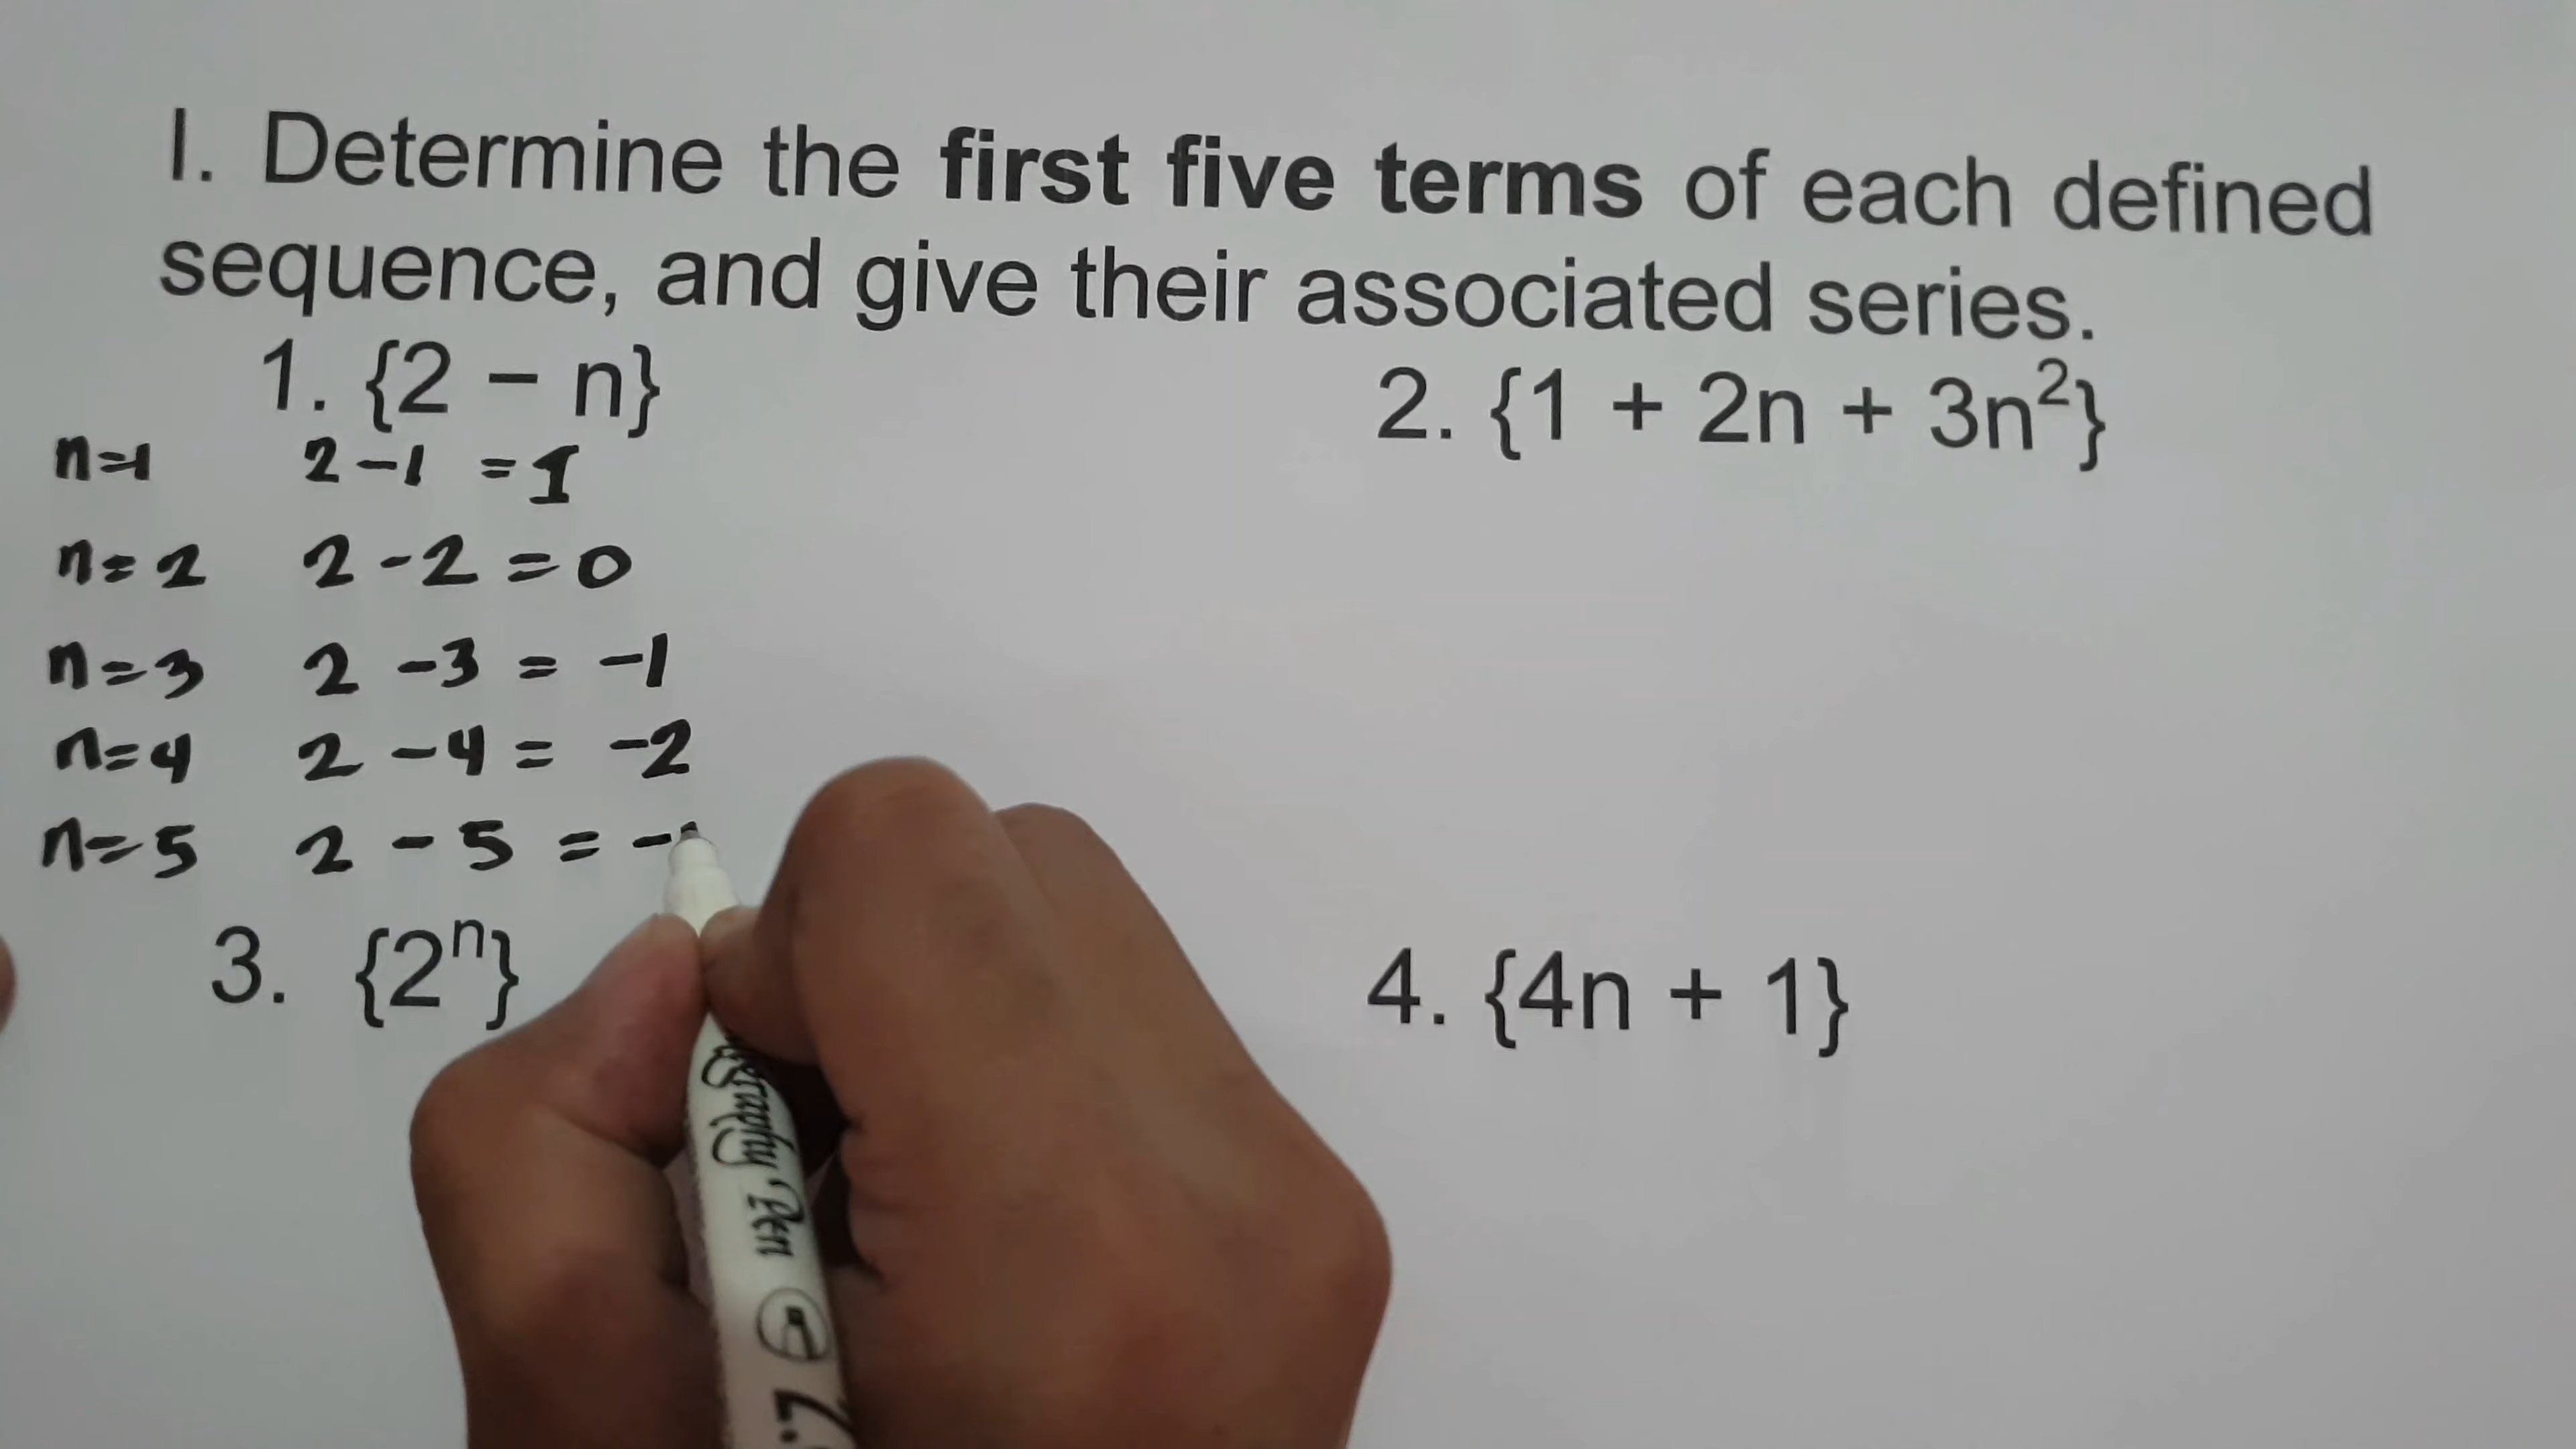 I. Determine the first five terms of each defined
sequence, and give their associated series.
1. {2 − n}
n=1 2-1 =1
n=2 2-2=0
n=3 2-3 = -1
n=4 2-4= -2
n=5 2-5 = -
2. {1 + 2n + 3n²}
3. {2ⁿ}
4. {4n + 1}
Pen